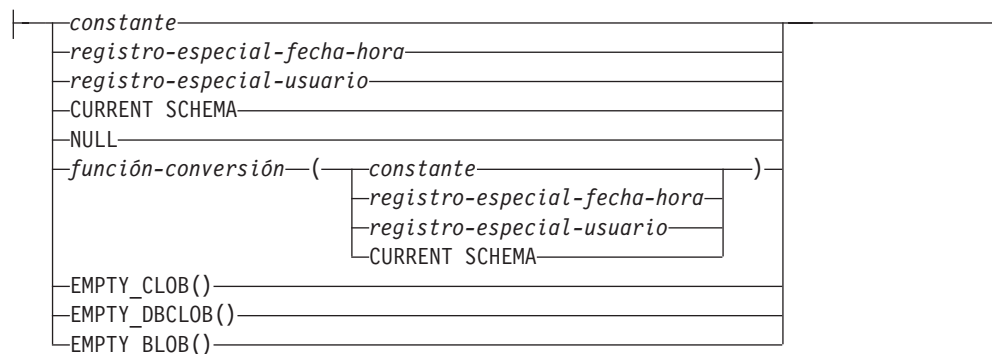 constante
registro-especial-fecha-hora
registro-especial-usuario
CURRENT SCHEMA
NULL
función-conversión ( constante )
registro-especial-fecha-hora
registro-especial-usuario
CURRENT SCHEMA
EMPTY_CLOB()
EMPTY_DBCLOB()
EMPTY_BLOB()